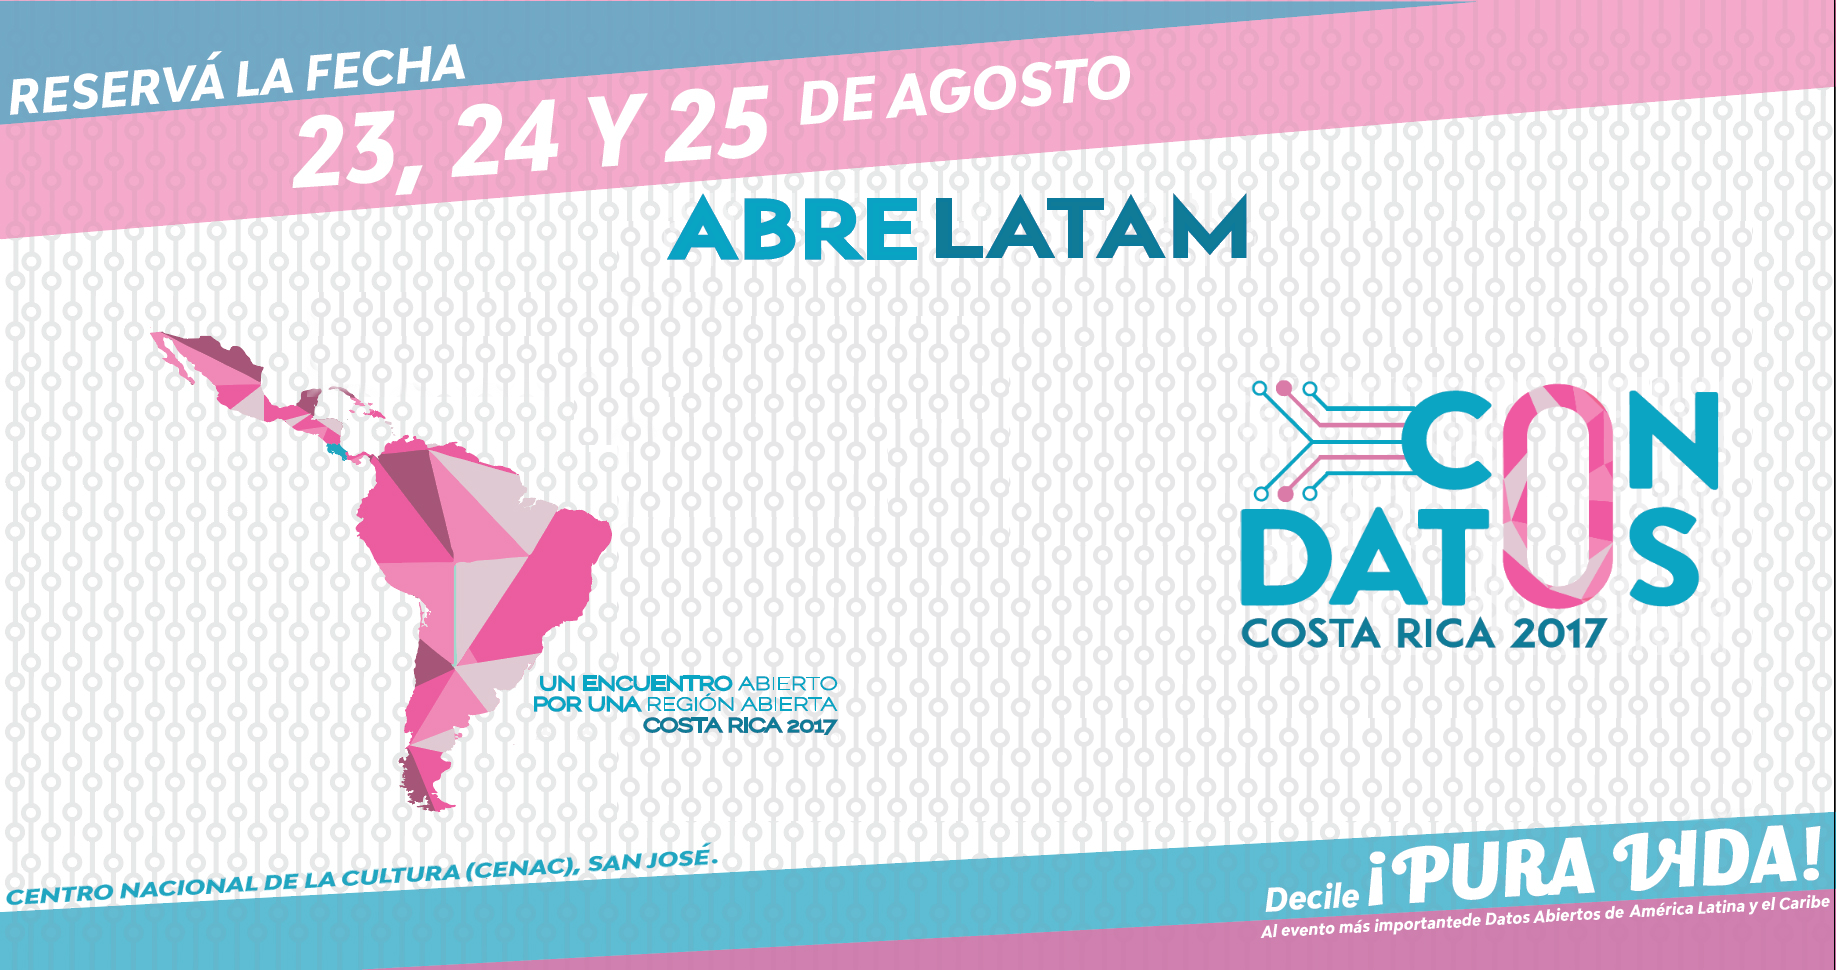 RESERVÁ LA FECHA
23, 24 Y 25 DE AGOSTO
ABRELATAM
CON
DATOS
COSTA RICA 2017
UN ENCUENTRO ABIERTO
POR UNA REGIÓN ABIERTA
COSTA RICA 2017
CENTRO NACIONAL DE LA CULTURA (CENAC), SAN JOSÉ.
Decile ¡PURA VIDA!
Al evento más importantede Datos Abiertos de América Latina y el Caribe